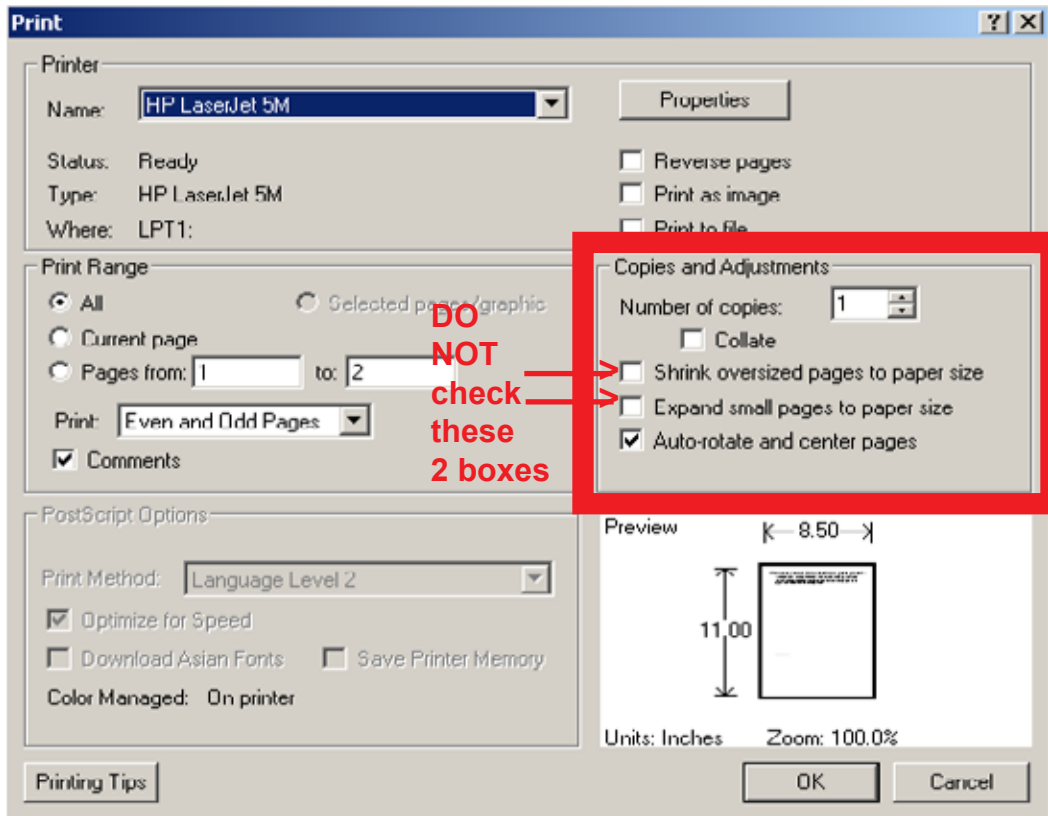 Print
Printer
Name: HP LaserJet 5M
Properties
Status: Ready
Type: HP LaserJet 5M
Where: LPT1:
Reverse pages
Print as image
Print to file
Print Range
All
Selected pages/graphic
Current page
Pages from: 1 to: 2
Print: Even and Odd Pages
Comments
DO
NOT
check
these
2 boxes
Copies and Adjustments
Number of copies: 1
Collate
Shrink oversized pages to paper size
Expand small pages to paper size
Auto-rotate and center pages
PostScript Options
Print Method: Language Level 2
Optimize for Speed
Download Asian Fonts
Save Printer Memory
Color Managed: On printer
Preview
8.50
11.00
Units: Inches Zoom: 100.0%
Printing Tips
OK
Cancel